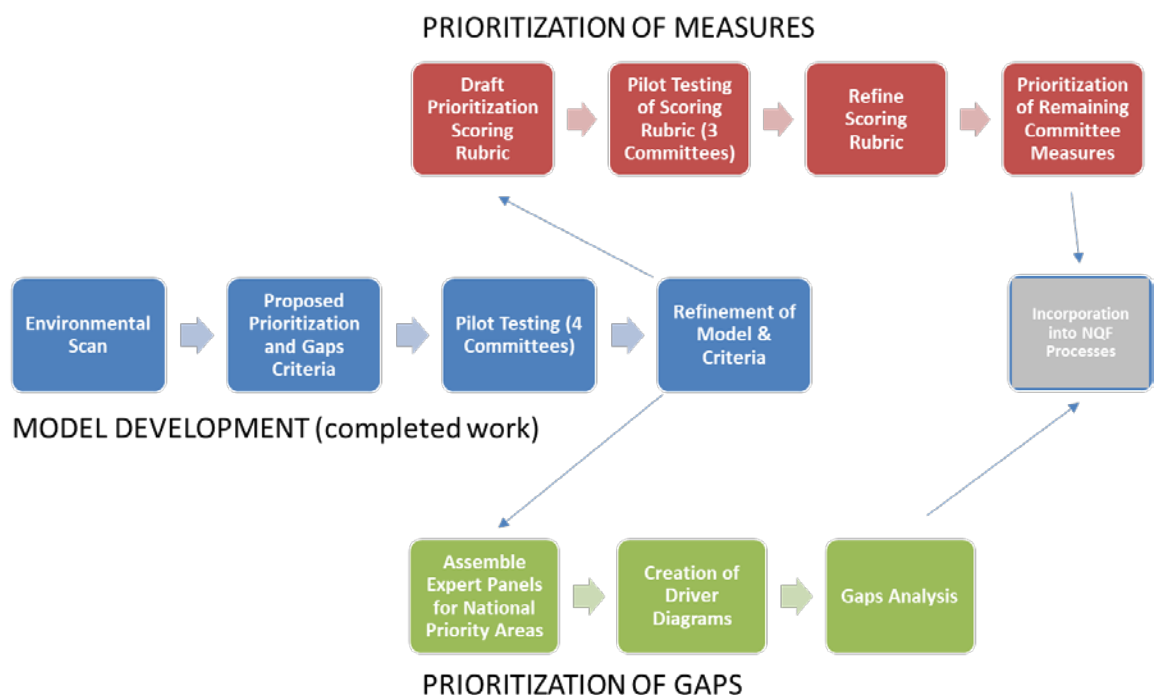 PRIORITIZATION OF MEASURES
Draft
Prioritization
Scoring
Rubric
Pilot Testing
of Scoring
Rubric (3
Committees)
Refine
Scoring
Rubric
Prioritization
of Remaining
Committee
Measures
Environmental
Scan
Proposed
Prioritization
and Gaps
Criteria
Pilot Testing (4
Committees)
Refinement of
Model &
Criteria
Incorporation
into NQF
Processes
MODEL DEVELOPMENT (completed work)
Assemble
Expert Panels
for National
Priority Areas
Creation of
Driver
Diagrams
Gaps Analysis
PRIORITIZATION OF GAPS